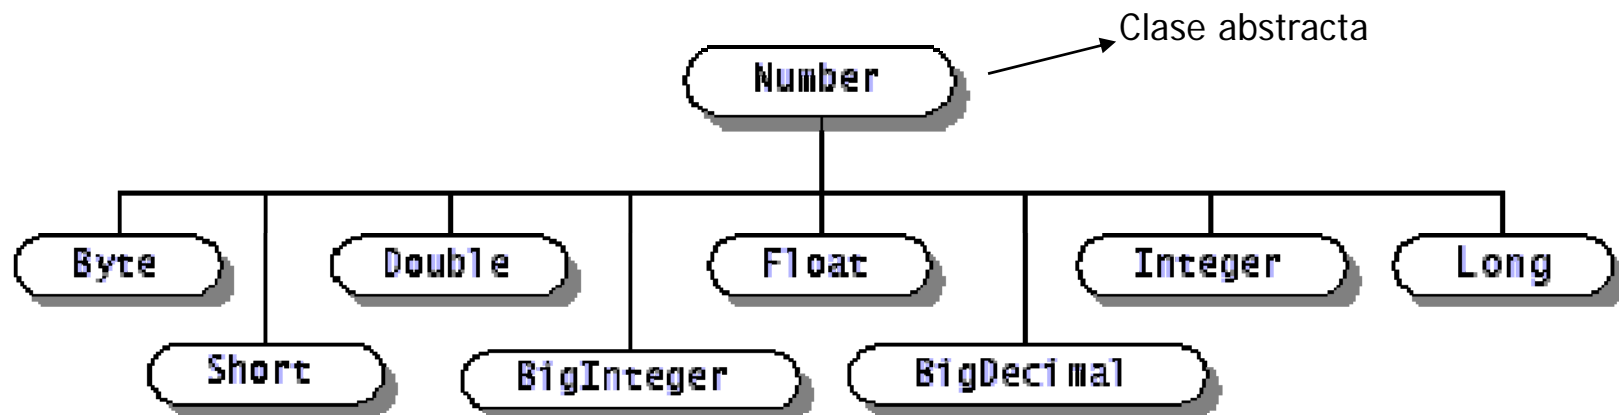 Clase abstracta
Number
Byte
Double
Float
Integer
Long
Short
BigInteger
BigDecimal